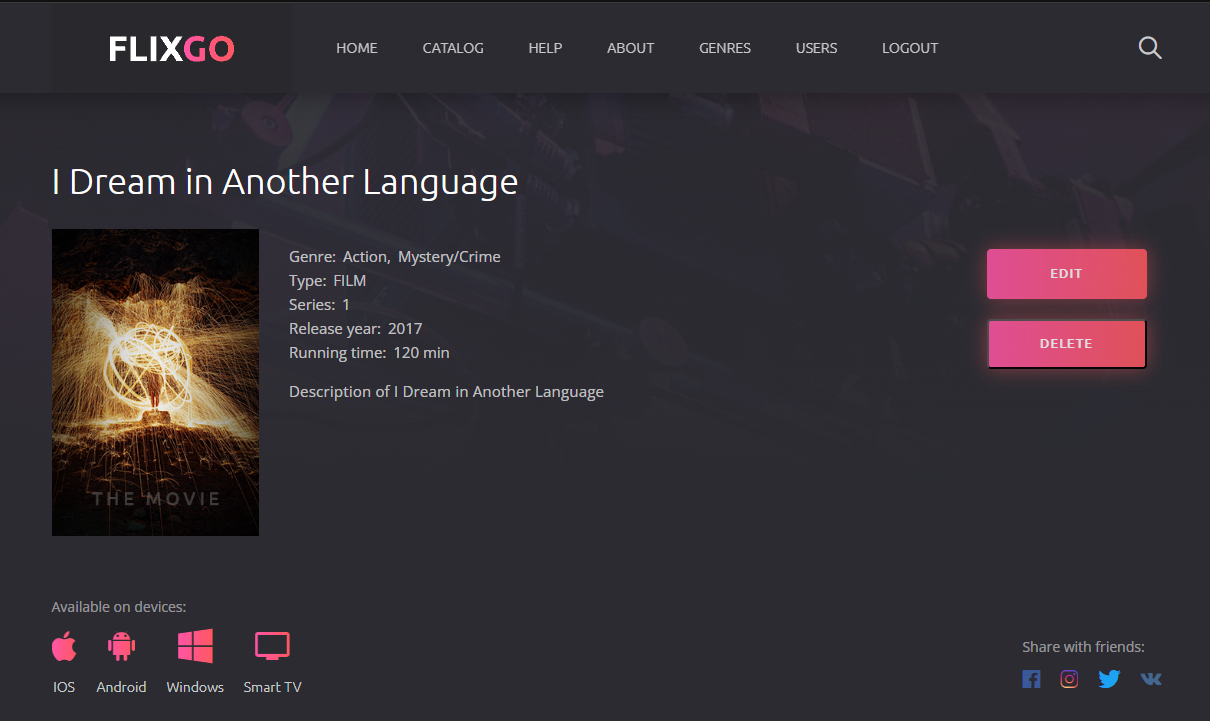 FLIXGO HOME CATALOG HELP ABOUT GENRES USERS LOGOUT
I Dream in Another Language
Genre: Action, Mystery/Crime
Type: FILM
Series: 1
Release year: 2017
Running time: 120 min
Description of I Dream in Another Language
EDIT
DELETE
THE MOVIE
Available on devices:
IOS Android Windows Smart TV
Share with friends: